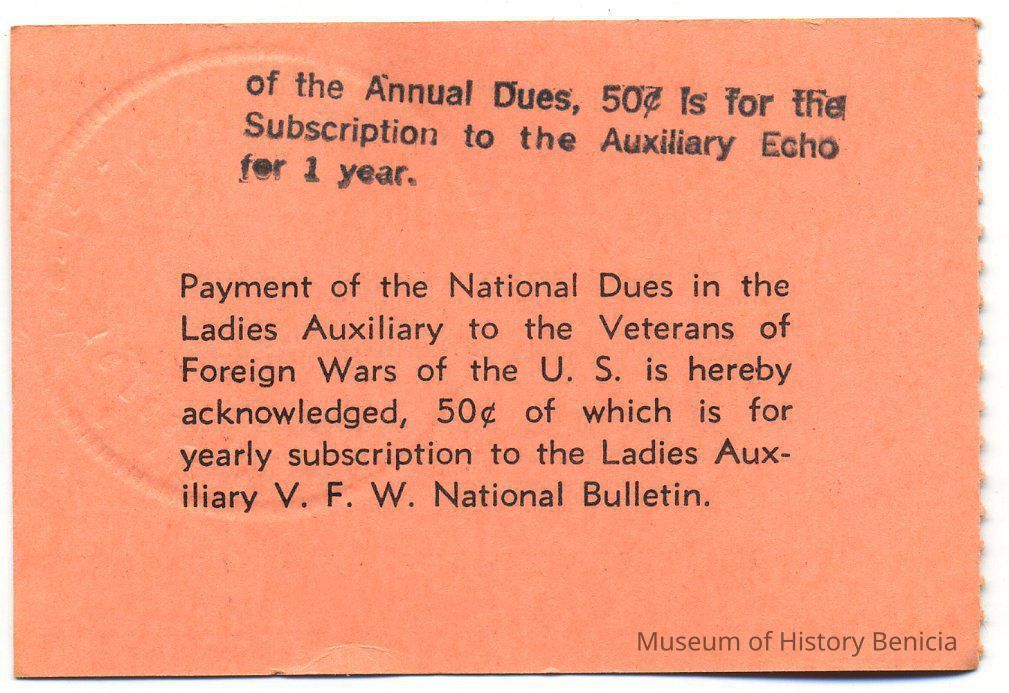 of the Annual Dues, 50¢ is for the
Subscription to the Auxiliary Echo
for 1 year.
Payment of the National Dues in the
Ladies Auxiliary to the Veterans of
Foreign Wars of the U. S. is hereby
acknowledged, 50¢ of which is for
yearly subscription to the Ladies Aux-
iliary V. F. W. National Bulletin.
Museum of History Benicia